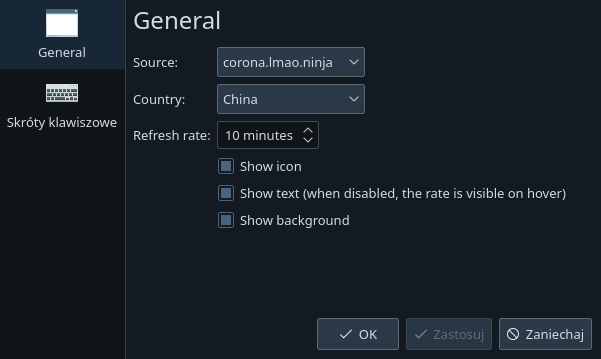 General
General
Source: corona.lmao.ninja
Country: China
Skróty klawiszowe
Refresh rate: 10 minutes
Show icon
Show text (when disabled, the rate is visible on hover)
Show background
OK Zastosuj Zaniechaj